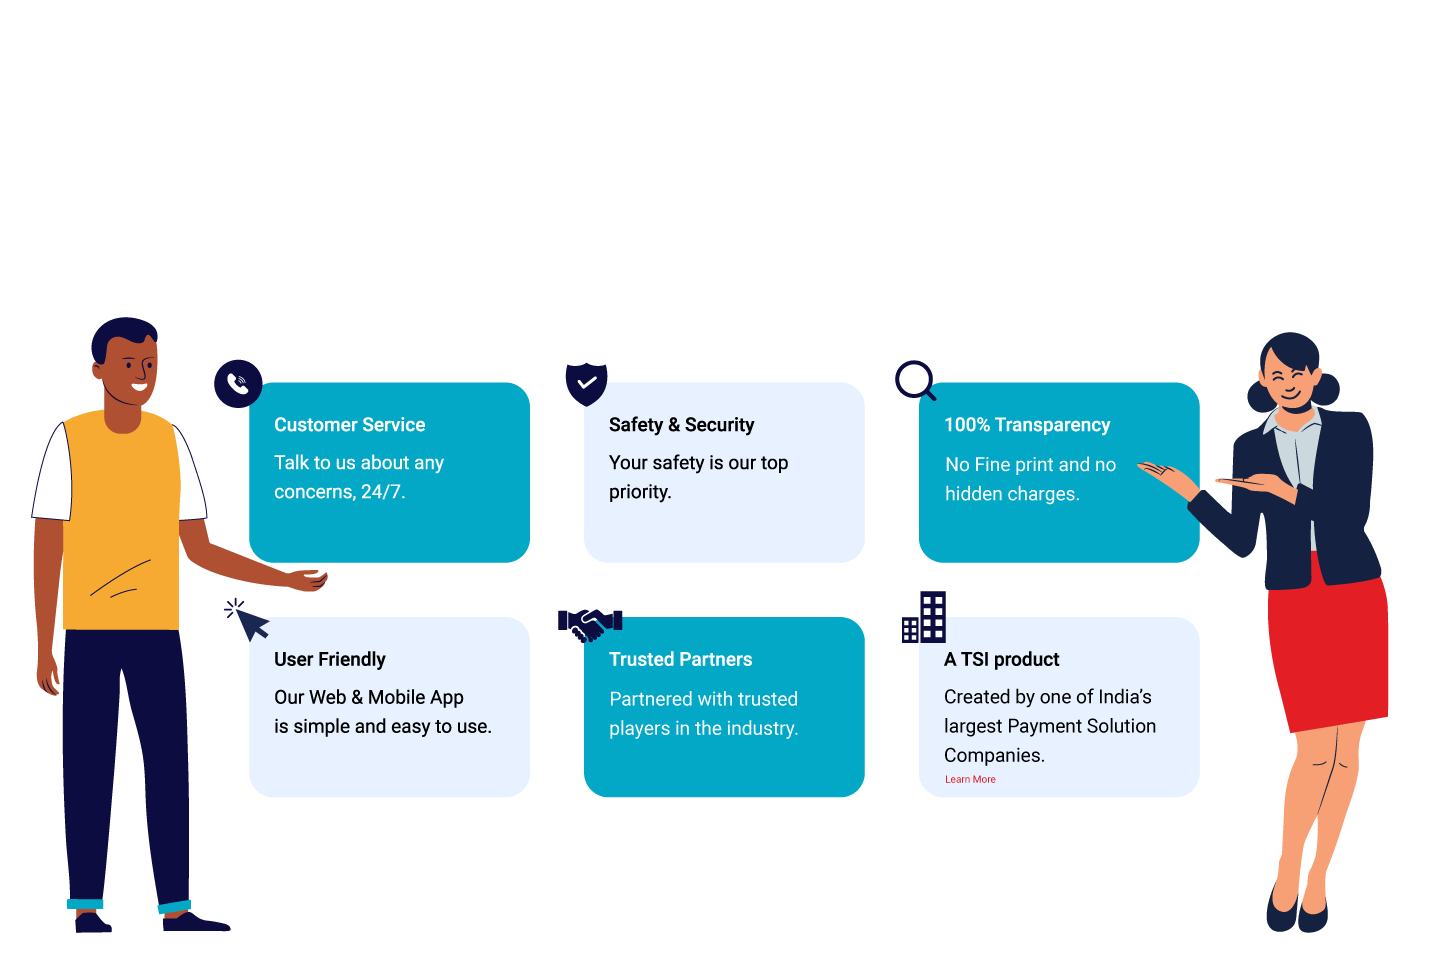 Customer Service
Talk to us about any
concerns, 24/7.
Safety & Security
Your safety is our top
priority.
100% Transparency
No Fine print and no
hidden charges.
User Friendly
Our Web & Mobile App
is simple and easy to use.
Trusted Partners
Partnered with trusted
players in the industry.
A TSI product
Created by one of India’s
largest Payment Solution
Companies.
Learn More